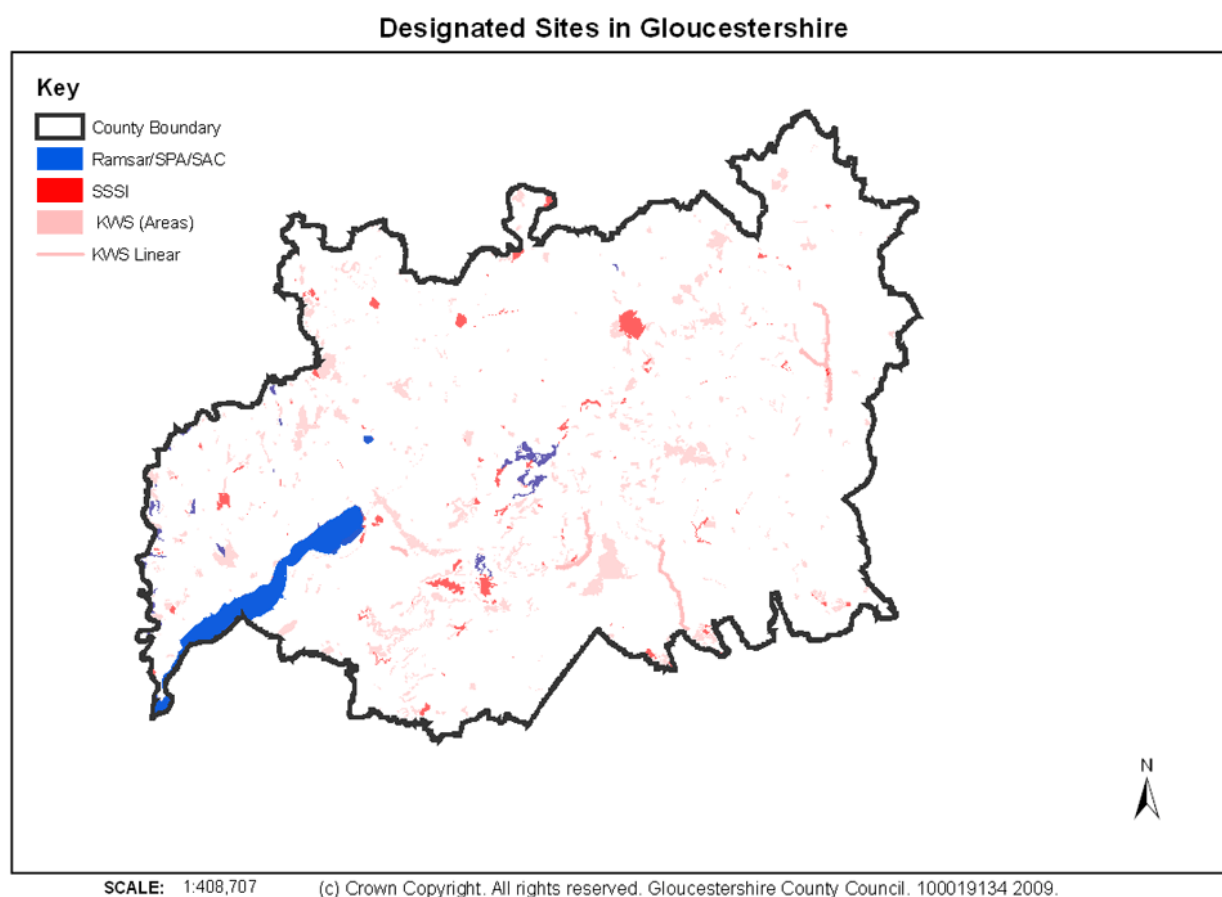 Designated Sites in Gloucestershire
Key
County Boundary
Ramsar/SPA/SAC
SSSI
KWS (Areas)
KWS Linear
N
SCALE: 1:408,707 (c) Crown Copyright. All rights reserved. Gloucestershire County Council. 100019134 2009.